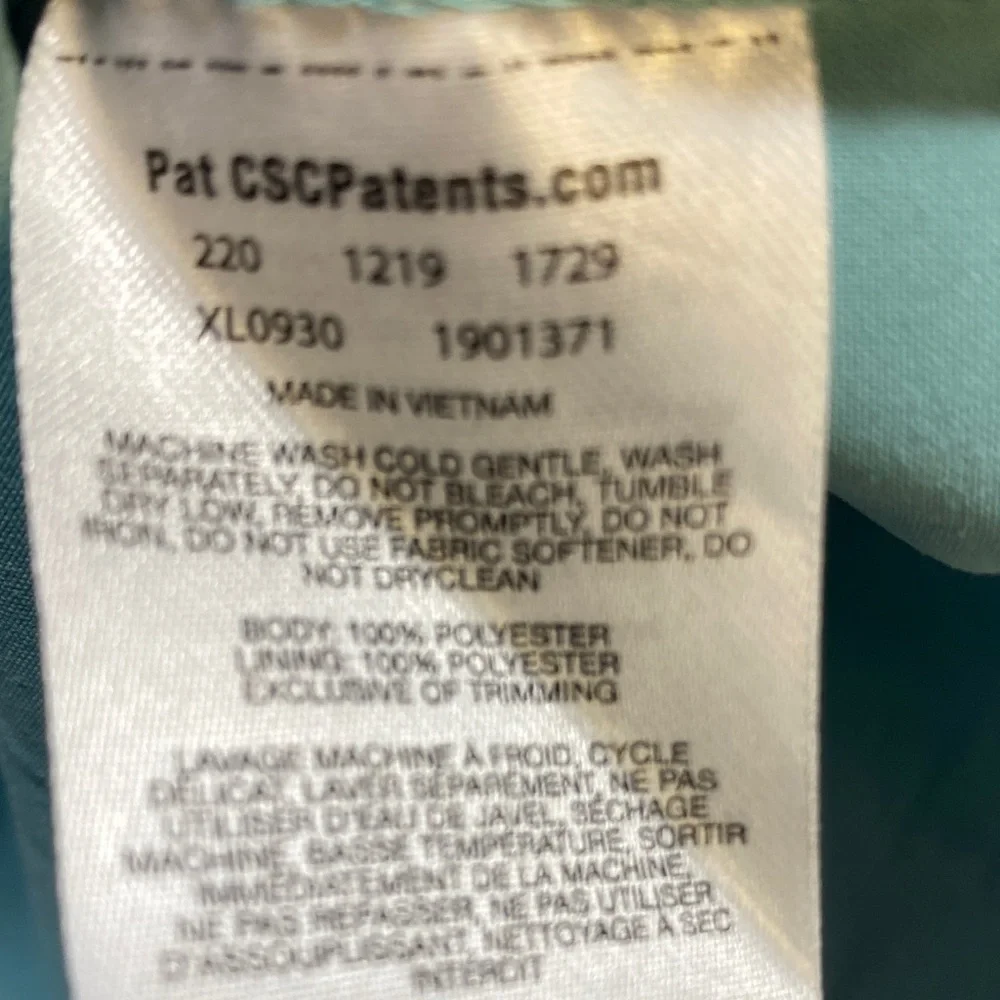 Pat CSCPatents.com
220 1219 1729
XL0930 1901371
MADE IN VIETNAM
MACHINE WASH COLD GENTLE, WASH
SEPARATELY, DO NOT BLEACH, TUMBLE
DRY LOW, REMOVE PROMPTLY, DO NOT
IRON, DO NOT USE FABRIC SOFTENER, DO
NOT DRYCLEAN
BODY: 100% POLYESTER
LINING: 100% POLYESTER
EXCLUSIVE OF TRIMMING
LAVAGE MACHINE À FROID, CYCLE
DÉLICAT, LAVER SÉPARÉMENT, NE PAS
UTILISER D'EAU DE JAVEL, SÉCHAGE
MACHINE, BASSE TEMPÉRATURE, SORTIR
IMMÉDIATEMENT DE LA MACHINE,
NE PAS REPASSER, NE PAS UTILISER
D'ASSOUPLISSANT, NETTOYAGE À SEC
INTERDIT